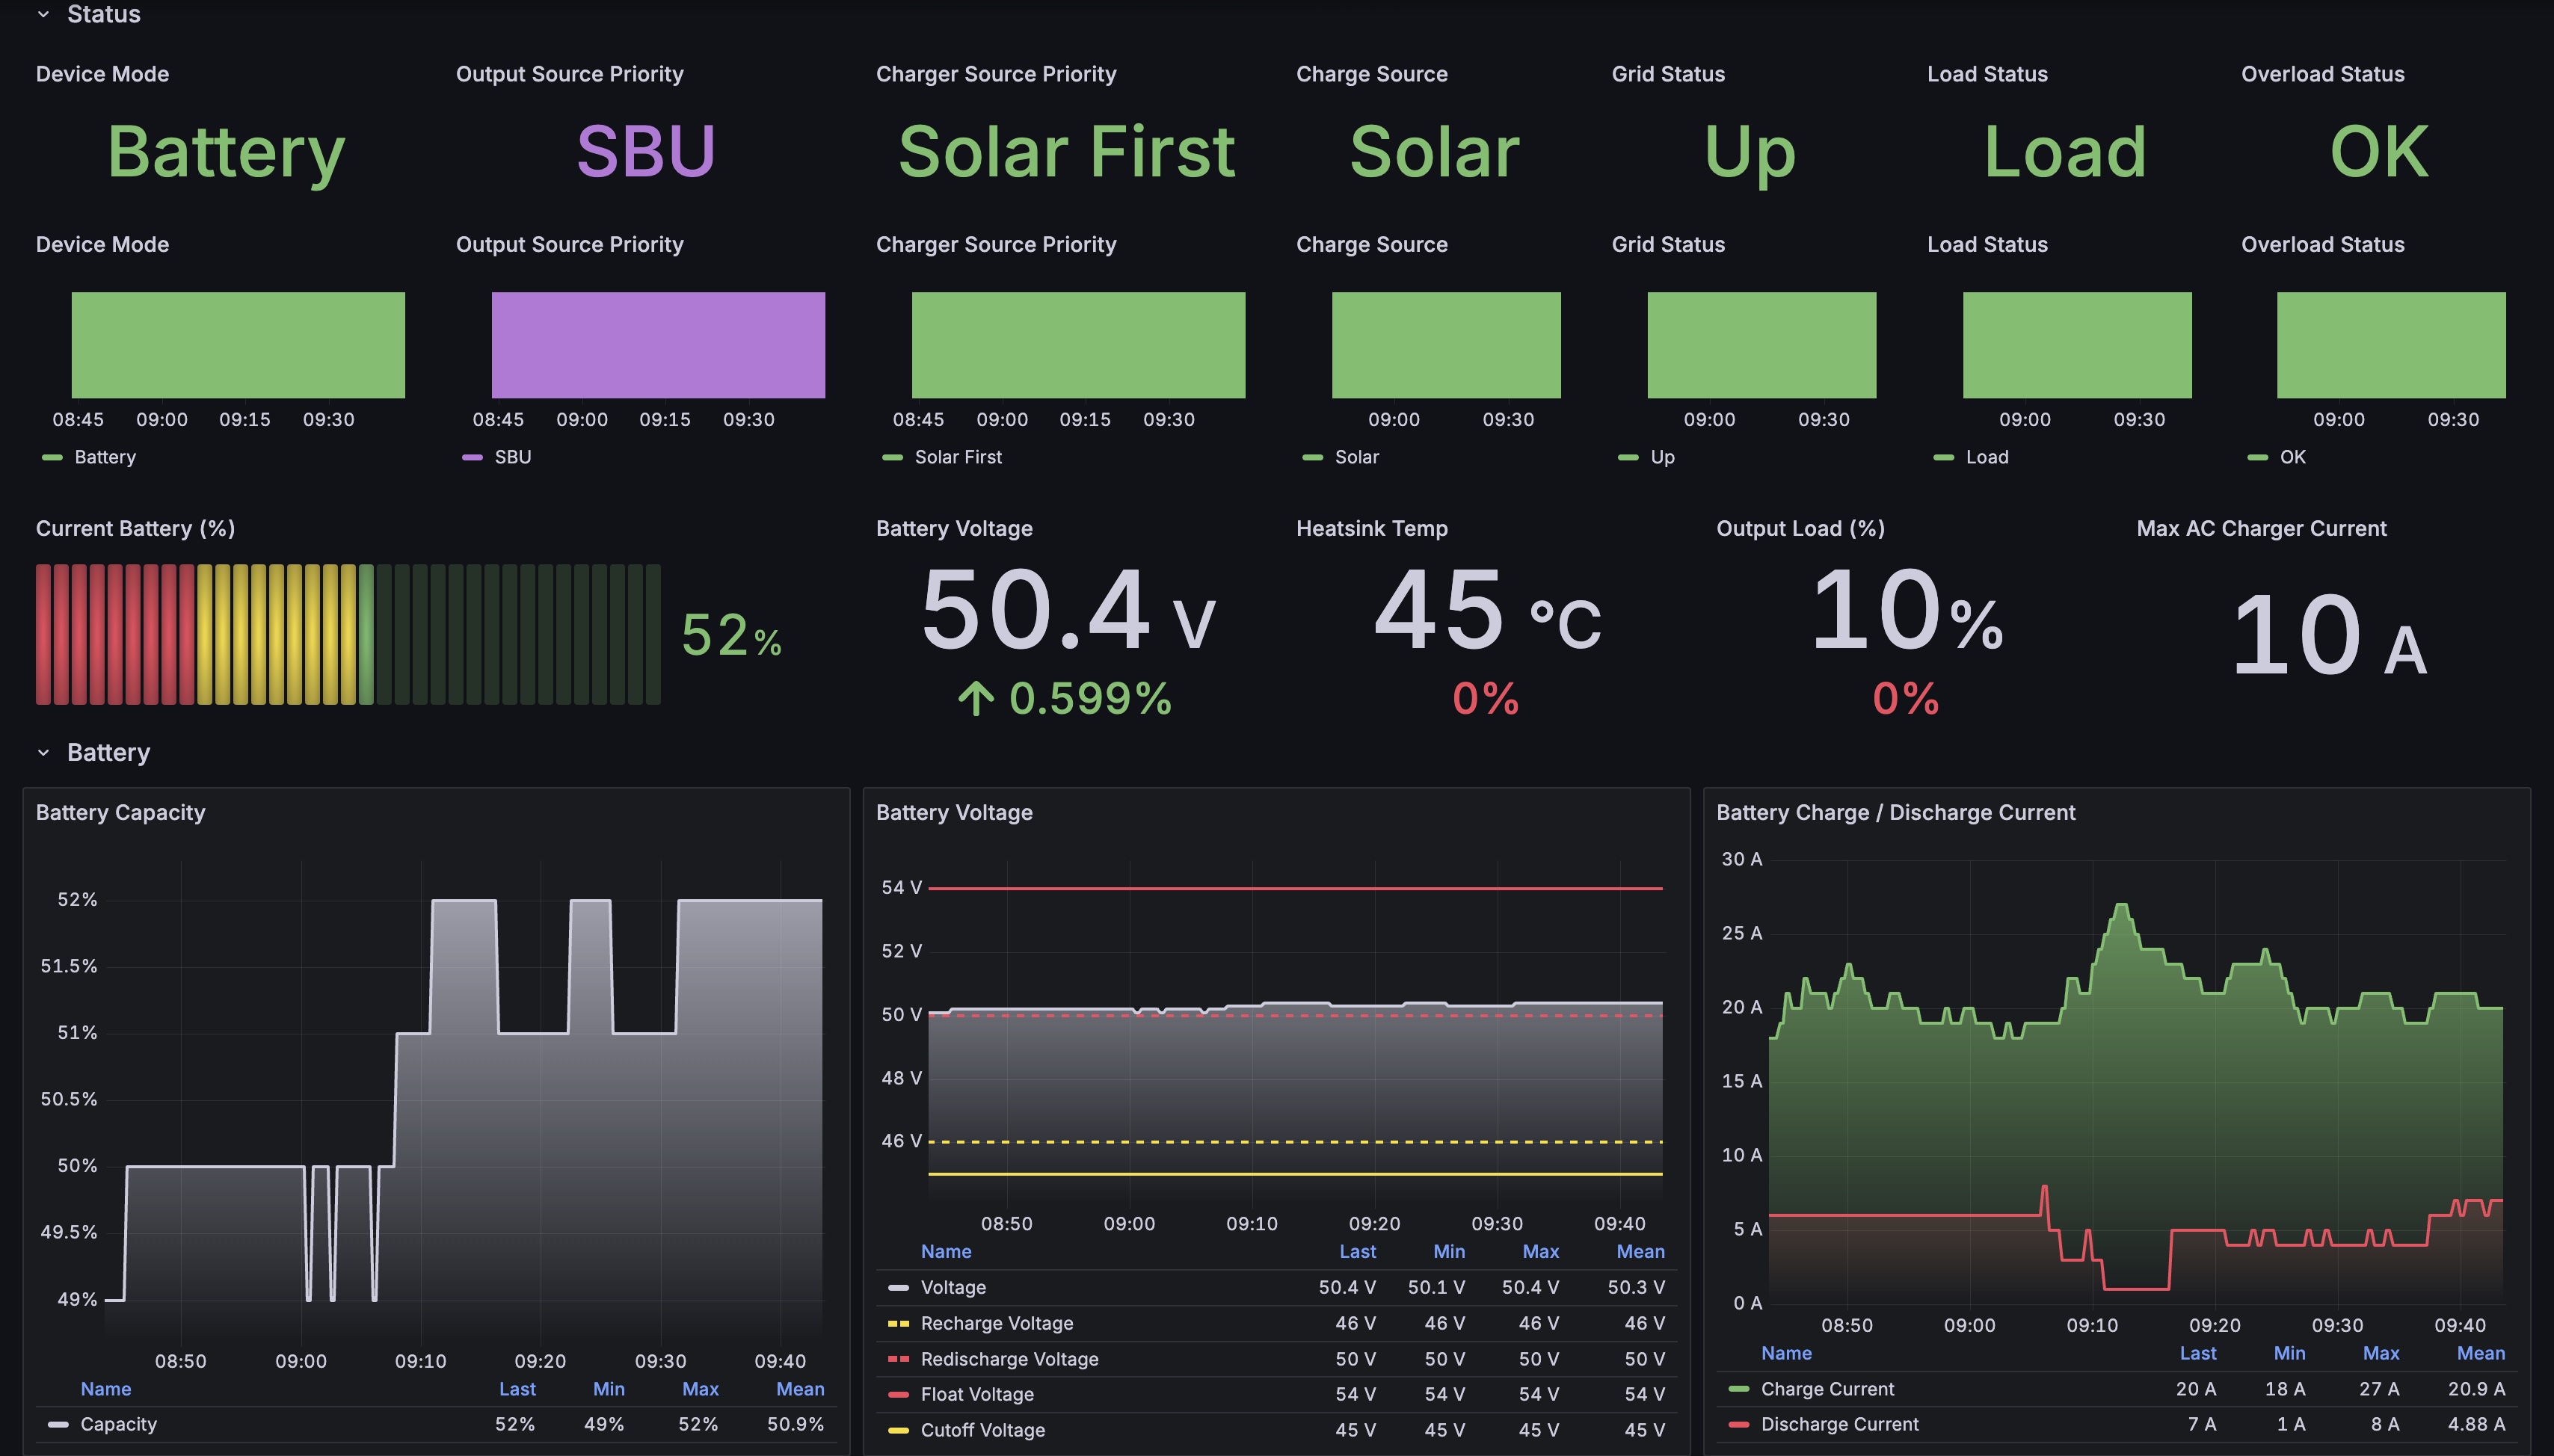 Status
Device Mode Output Source Priority Charger Source Priority Charge Source Grid Status Load Status Overload Status
Battery SBU Solar First Solar Up Load OK
Device Mode Output Source Priority Charger Source Priority Charge Source Grid Status Load Status Overload Status
08:45 09:00 09:15 09:30 08:45 09:00 09:15 09:30 08:45 09:00 09:15 09:30 09:00 09:30 09:00 09:30 09:00 09:30 09:00 09:30
Battery SBU Solar First Solar Up Load OK
Current Battery (%) Battery Voltage Heatsink Temp Output Load (%) Max AC Charger Current
52% 50.4 V 45 °C 10% 10 A
0.599% 0% 0%
Battery
Battery Capacity
52%
51.5%
51%
50.5%
50%
49.5%
49%
08:50 09:00 09:10 09:20 09:30 09:40
Name Last Min Max Mean
Capacity 52% 49% 52% 50.9%
Battery Voltage
54 V
52 V
50 V
48 V
46 V
08:50 09:00 09:10 09:20 09:30 09:40
Name Last Min Max Mean
Voltage 50.4 V 50.1 V 50.4 V 50.3 V
Recharge Voltage 46 V 46 V 46 V 46 V
Redischarge Voltage 50 V 50 V 50 V 50 V
Float Voltage 54 V 54 V 54 V 54 V
Cutoff Voltage 45 V 45 V 45 V 45 V
Battery Charge / Discharge Current
30 A
25 A
20 A
15 A
10 A
5 A
0 A
08:50 09:00 09:10 09:20 09:30 09:40
Name Last Min Max Mean
Charge Current 20 A 18 A 27 A 20.9 A
Discharge Current 7 A 1 A 8 A 4.88 A